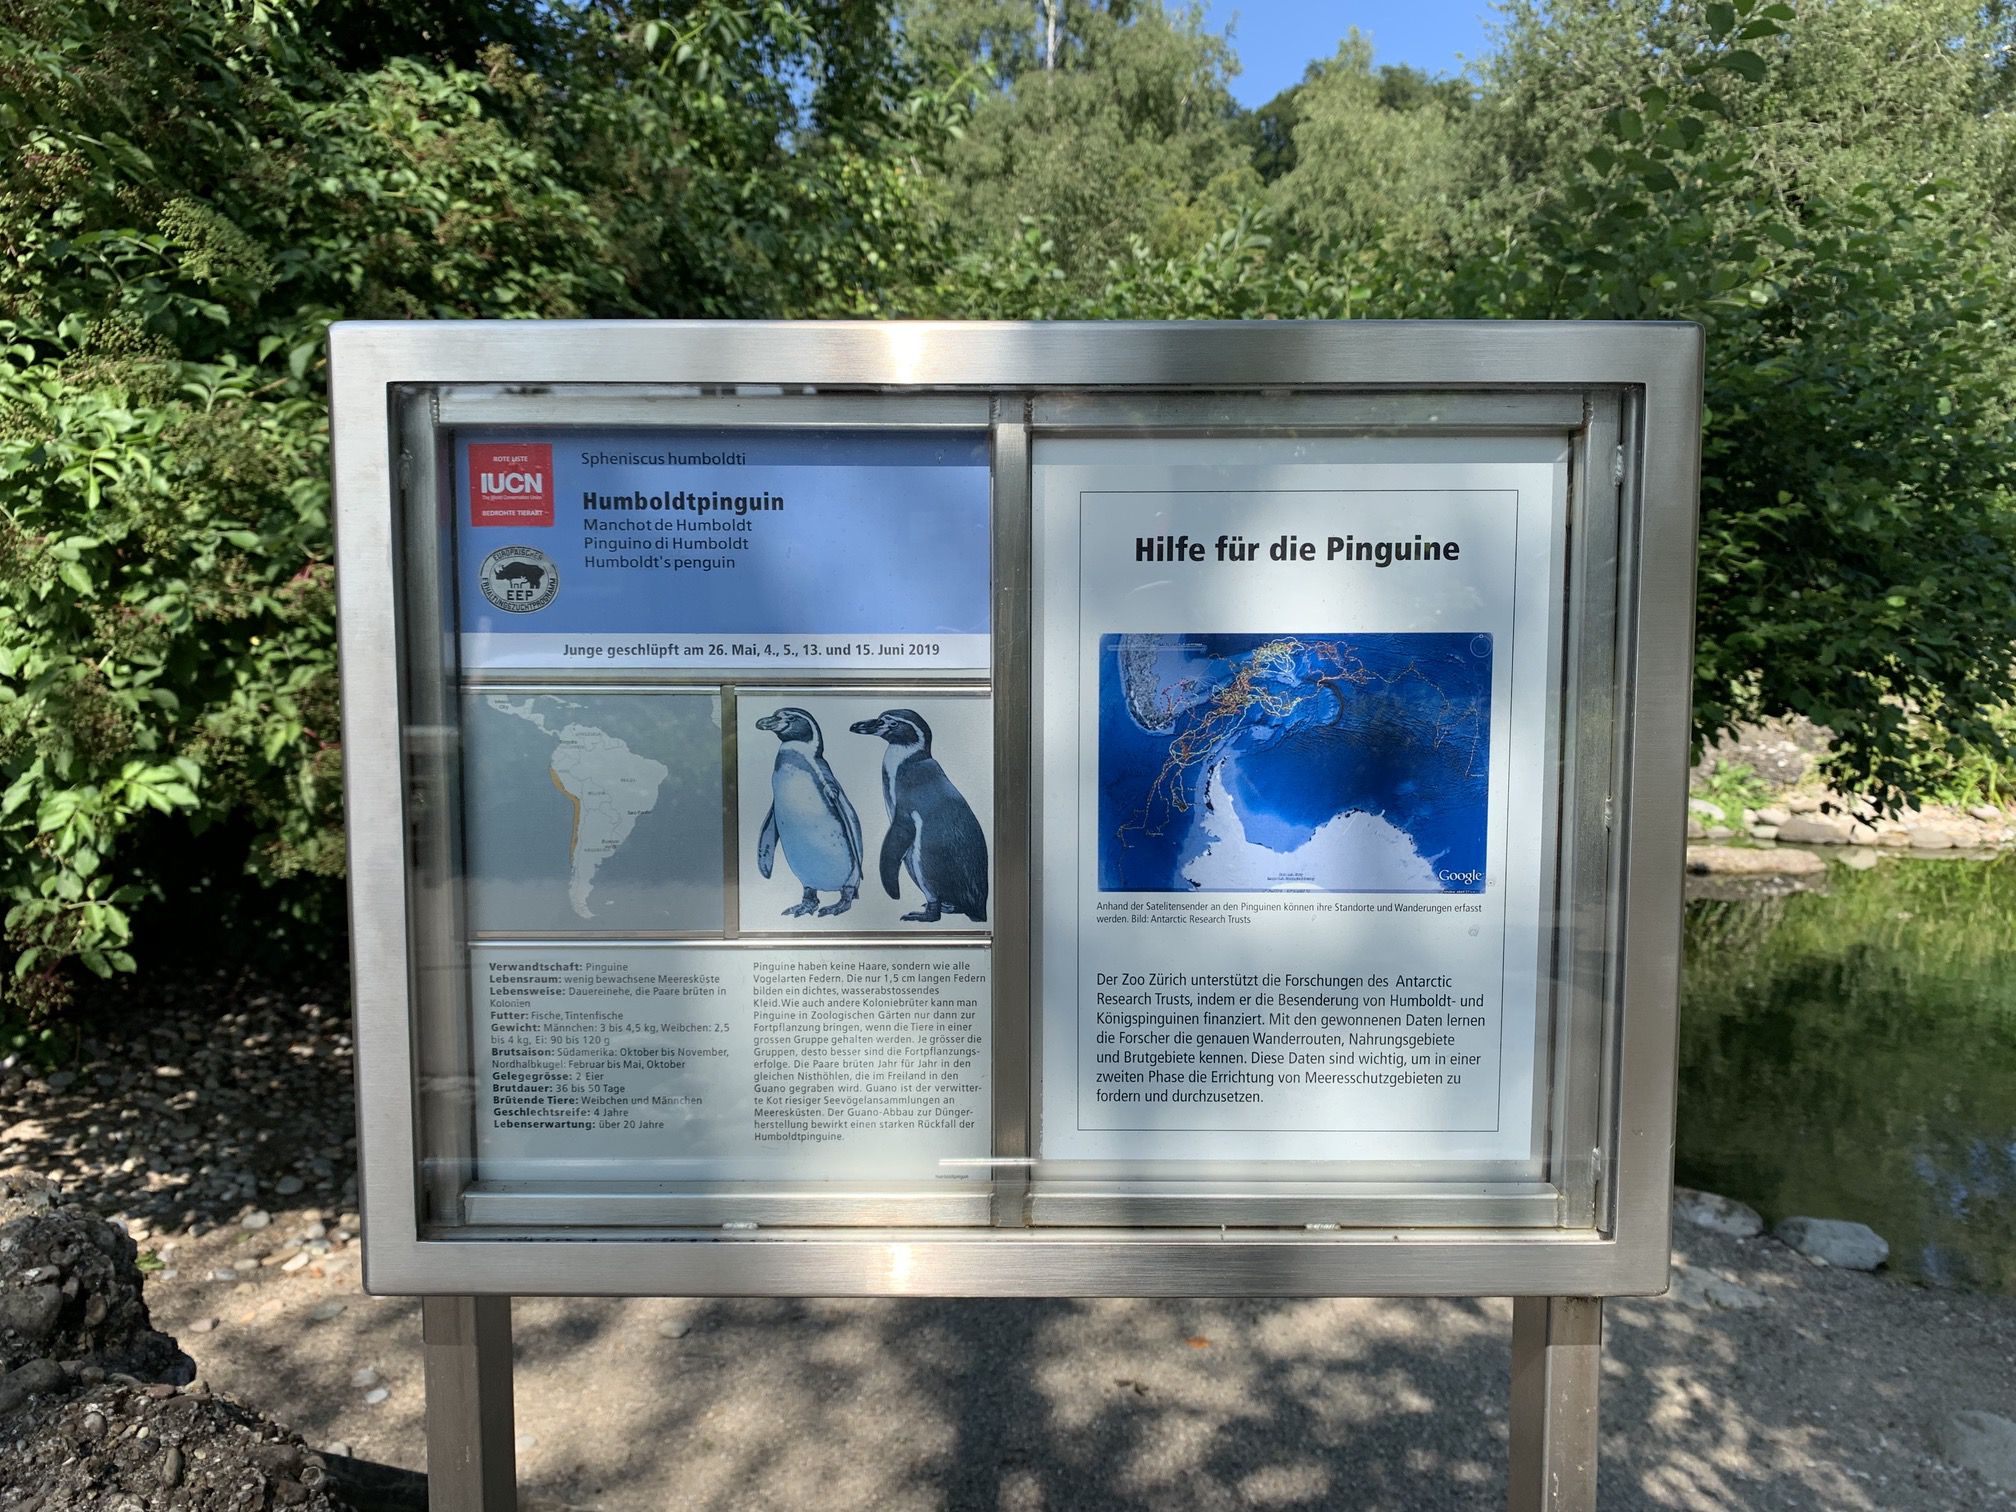 ROTE LISTE
IUCN
The World Conservation Union
BEDROHTE TIERART
EUROPÄISCHES
EEP
ERHALTUNGSZUCHTPROGRAMM
Spheniscus humboldti
Humboldtpinguin
Manchot de Humboldt
Pinguino di Humboldt
Humboldt's penguin
Junge geschlüpft am 26. Mai, 4., 5., 13. und 15. Juni 2019
Verwandtschaft: Pinguine
Lebensraum: wenig bewachsene Meeresküste
Lebensweise: Dauereinehe, die Paare brüten in
Kolonien
Futter: Fische, Tintenfische
Gewicht: Männchen: 3 bis 4,5 kg, Weibchen: 2,5
bis 4 kg, Ei: 90 bis 120 g
Brutsaison: Südamerika: Oktober bis November,
Nordhalbkugel: Februar bis Mai, Oktober
Gelegegrösse: 2 Eier
Brutdauer: 36 bis 50 Tage
Brütende Tiere: Weibchen und Männchen
Geschlechtsreife: 4 Jahre
Lebenserwartung: über 20 Jahre
Pinguine haben keine Haare, sondern wie alle
Vogelarten Federn. Die nur 1,5 cm langen Federn
bilden ein dichtes, wasserabstossendes
Kleid.Wie auch andere Koloniebrüter kann man
Pinguine in Zoologischen Gärten nur dann zur
Fortpflanzung bringen, wenn die Tiere in einer
grossen Gruppe gehalten werden. Je grösser die
Gruppen, desto besser sind die Fortpflanzungs-
erfolge. Die Paare brüten Jahr für Jahr in den
gleichen Nisthöhlen, die im Freiland in den
Guano gegraben wird. Guano ist der verwitter-
te Kot riesiger Seevögelansammlungen an
Meeresküsten. Der Guano-Abbau zur Dünger-
herstellung bewirkt einen starken Rückfall der
Humboldtpinguine.
Humboldtpinguin
Hilfe für die Pinguine
Google
Anhand der Satelitensender an den Pinguinen können ihre Standorte und Wanderungen erfasst
werden. Bild: Antarctic Research Trusts
Der Zoo Zürich unterstützt die Forschungen des Antarctic
Research Trusts, indem er die Besenderung von Humboldt- und
Königspinguinen finanziert. Mit den gewonnenen Daten lernen
die Forscher die genauen Wanderrouten, Nahrungsgebiete
und Brutgebiete kennen. Diese Daten sind wichtig, um in einer
zweiten Phase die Errichtung von Meeresschutzgebieten zu
fordern und durchzusetzen.